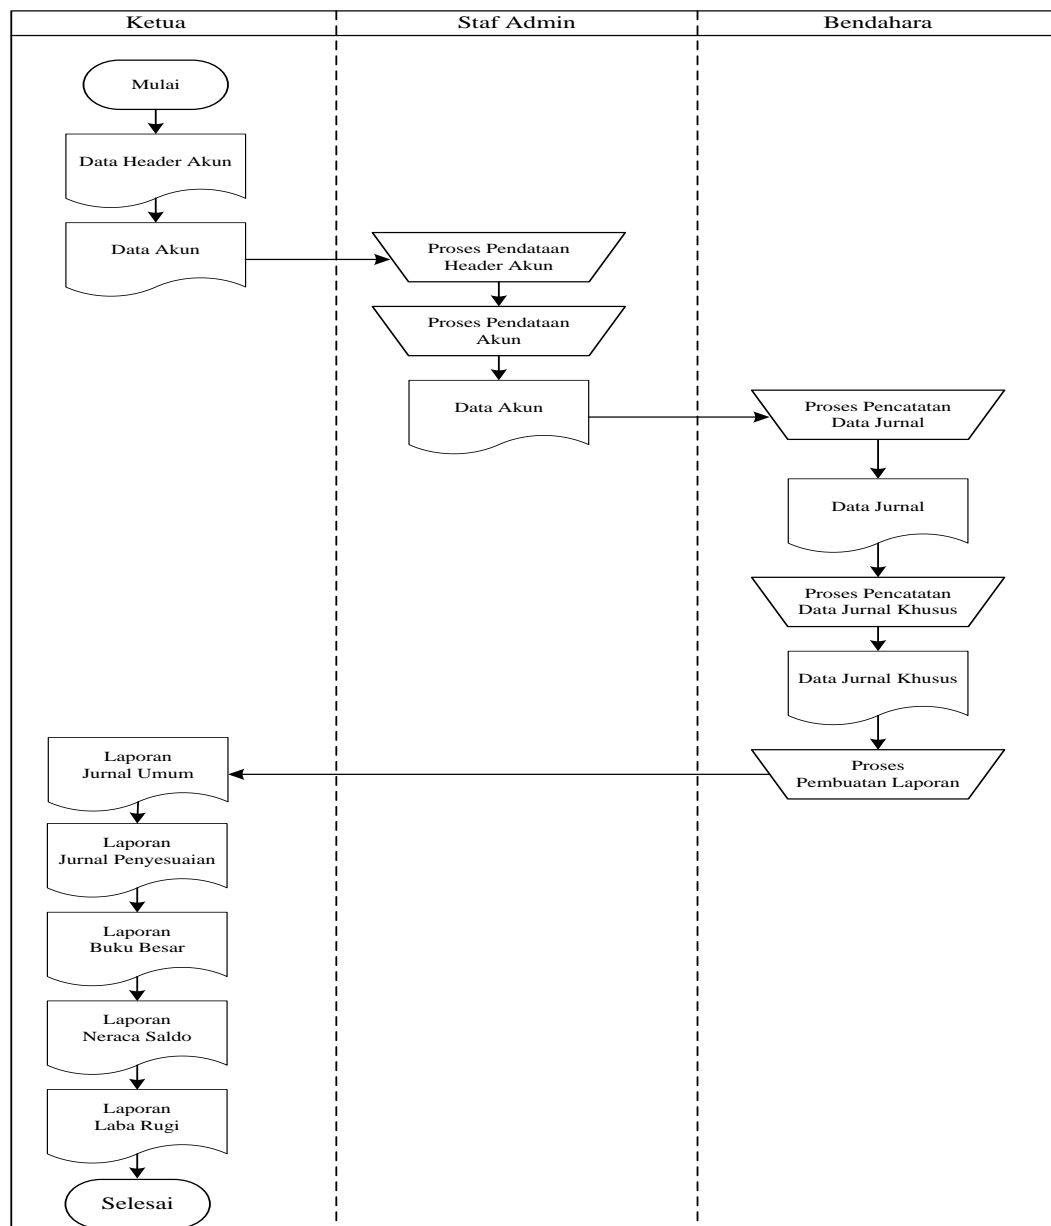 Ketua
Staf Admin
Bendahara
Mulai
Data Header Akun
Data Akun
Proses Pendataan
Header Akun
Proses Pendataan
Akun
Data Akun
Proses Pencatatan
Data Jurnal
Data Jurnal
Proses Pencatatan
Data Jurnal Khusus
Data Jurnal Khusus
Proses
Pembuatan Laporan
Laporan
Jurnal Umum
Laporan
Jurnal Penyesuaian
Laporan
Buku Besar
Laporan
Neraca Saldo
Laporan
Laba Rugi
Selesai